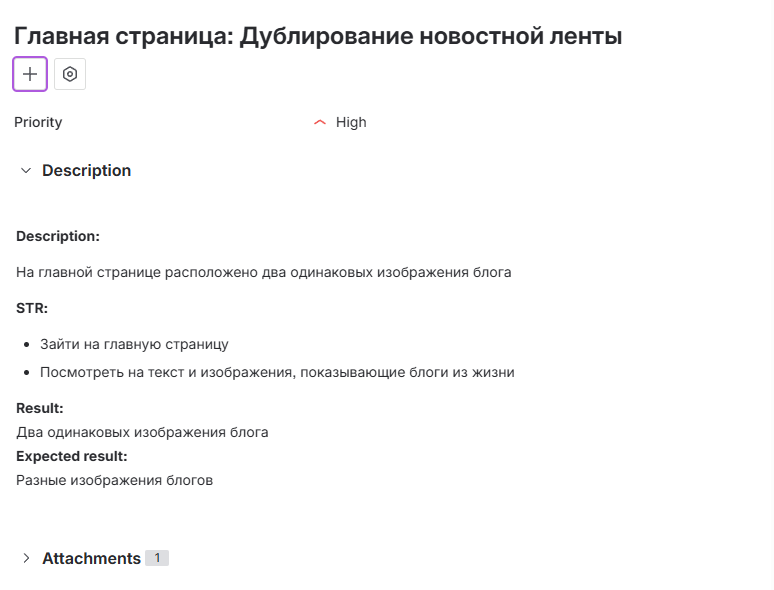 Главная страница: Дублирование новостной ленты
Priority
High
Description
Description:
На главной странице расположено два одинаковых изображения блога
STR:
Зайти на главную страницу
Посмотреть на текст и изображения, показывающие блоги из жизни
Result:
Два одинаковых изображения блога
Expected result:
Разные изображения блогов
Attachments 1